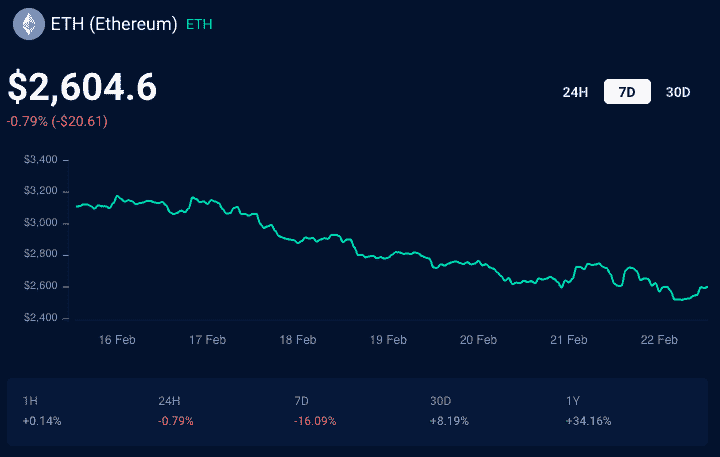 ETH (Ethereum) ETH
$2,604.6
-0.79% (-$20.61)
24H 7D 30D
$3,400
$3,200
$3,000
$2,800
$2,600
$2,400
16 Feb 17 Feb 18 Feb 19 Feb 20 Feb 21 Feb 22 Feb
1H 24H 7D 30D 1Y
+0.14% -0.79% -16.09% +8.19% +34.16%